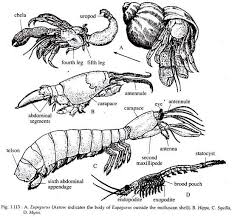 chela
uropod
A
fourth leg
fifth leg
antennule
carapace
B
abdominal
segments
carapace
eye
antennule
telson
antenna
second
maxillipede
statocyst
sixth abdominal
appendage
C
D
brood pouch
endopodite
exopodite
Fig. 1.115 – A. Eupagurus (Arrow indicates the body of Eupagurus outside the molluscan shell). B. Hippa, C. Squilla,
D. Mysis.